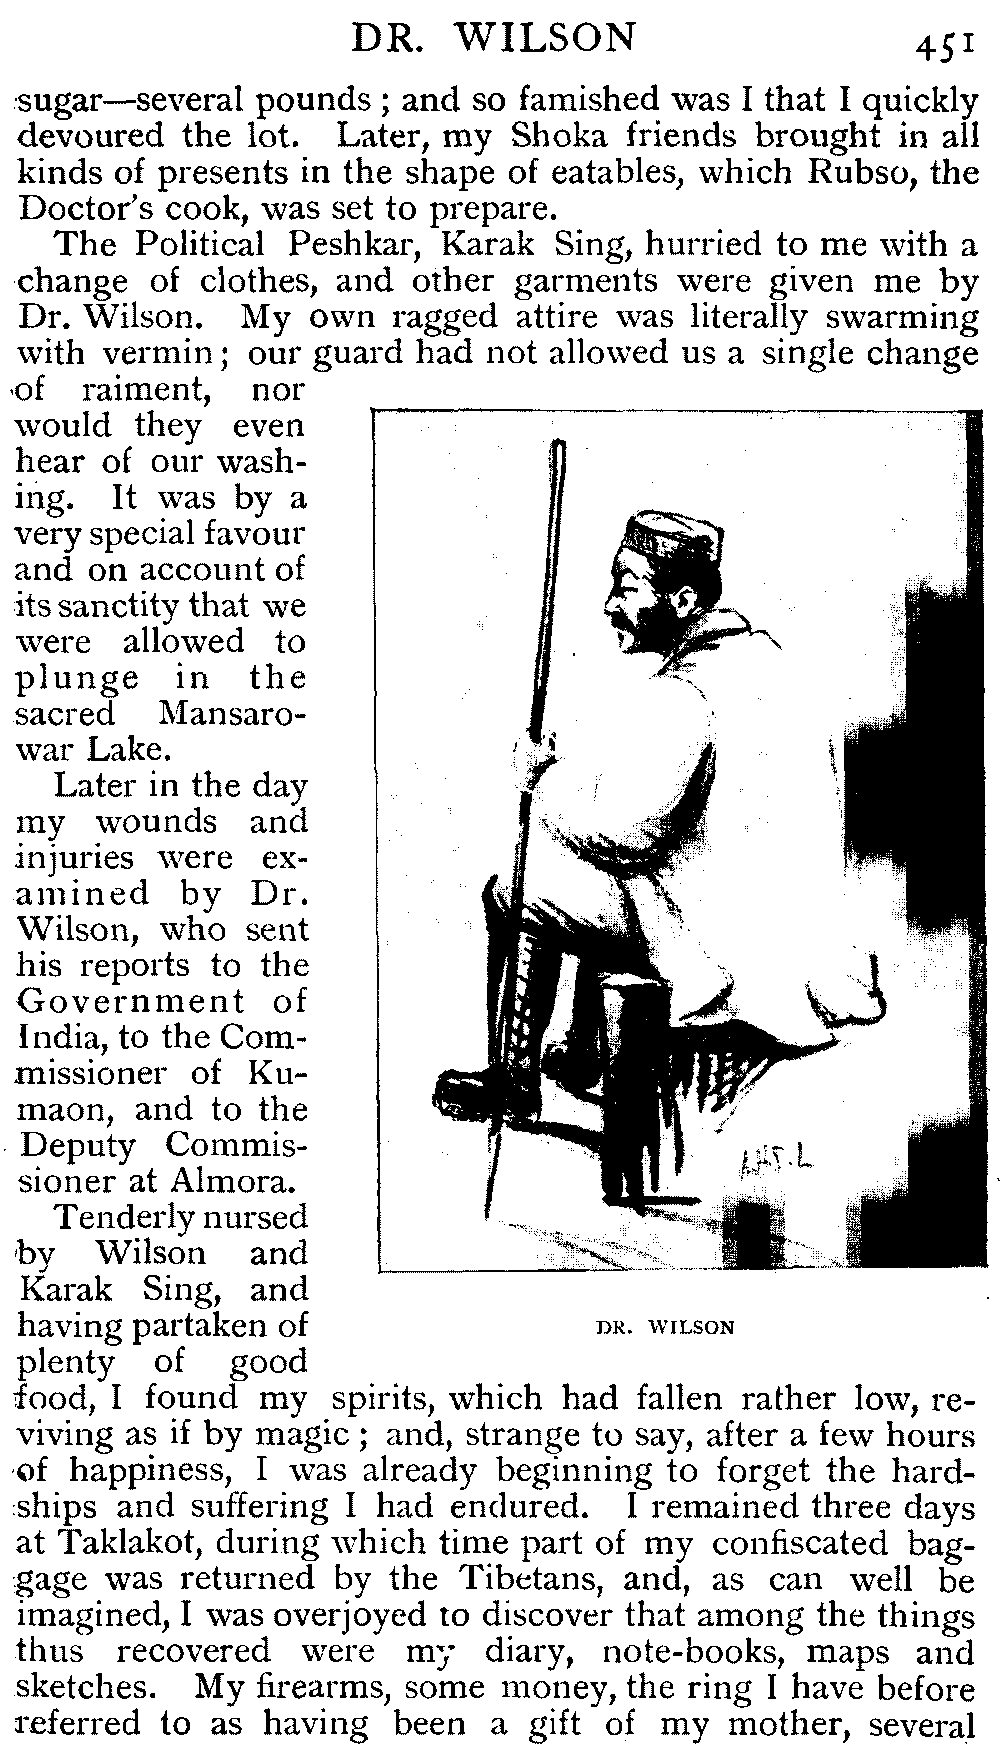 DR. WILSON 451
sugar—several pounds ; and so famished was I that I quickly
devoured the lot. Later, my Shoka friends brought in all
kinds of presents in the shape of eatables, which Rubso, the
Doctor's cook, was set to prepare.
The Political Peshkar, Karak Sing, hurried to me with a
change of clothes, and other garments were given me by
Dr. Wilson. My own ragged attire was literally swarming
with vermin ; our guard had not allowed us a single change
of raiment, nor
would they even
hear of our wash-
ing. It was by a
very special favour
and on account of
its sanctity that we
were allowed to
plunge in the
sacred Mansaro-
war Lake.
Later in the day
my wounds and
injuries were ex-
amined by Dr.
Wilson, who sent
his reports to the
Government of
India, to the Com-
missioner of Ku-
maon, and to the
Deputy Commis-
sioner at Almora.
Tenderly nursed
by Wilson and
Karak Sing, and
having partaken of
plenty of good
A.H.S.L
DR. WILSON
food, I found my spirits, which had fallen rather low, re-
viving as if by magic ; and, strange to say, after a few hours
of happiness, I was already beginning to forget the hard-
ships and suffering I had endured. I remained three days
at Taklakot, during which time part of my confiscated bag-
gage was returned by the Tibetans, and, as can well be
imagined, I was overjoyed to discover that among the things
thus recovered were my diary, note-books, maps and
sketches. My firearms, some money, the ring I have before
referred to as having been a gift of my mother, several